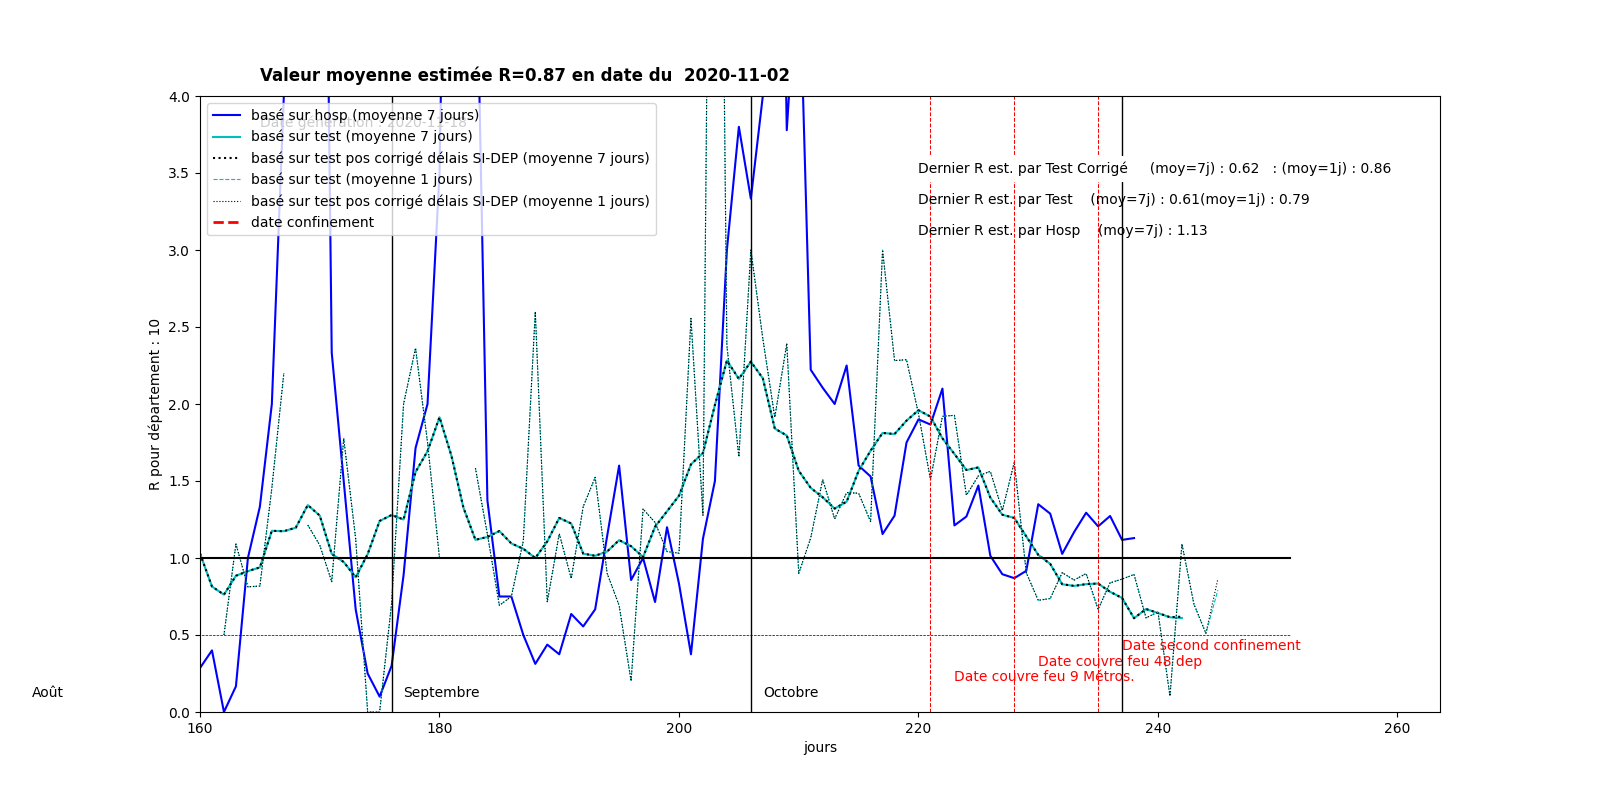 Valeur moyenne estimée R=0.87 en date du  2020-11-02
4.0
3.5
3.0
2.5
2.0
1.5
1.0
0.5
0.0
R pour département : 10
basé sur hosp (moyenne 7 jours)
basé sur test (moyenne 7 jours)
basé sur test pos corrigé délais SI-DEP (moyenne 7 jours)
basé sur test (moyenne 1 jours)
basé sur test pos corrigé délais SI-DEP (moyenne 1 jours)
date confinement
Dernier R est. par Test Corrigé     (moy=7j) : 0.62   : (moy=1j) : 0.86
Dernier R est. par Test    (moy=7j) : 0.61(moy=1j) : 0.79
Dernier R est. par Hosp    (moy=7j) : 1.13
Date second confinement
Date couvre feu 48 dep
Date couvre feu 9 Métros.
Août
Septembre
Octobre
160
180
200
220
240
260
jours